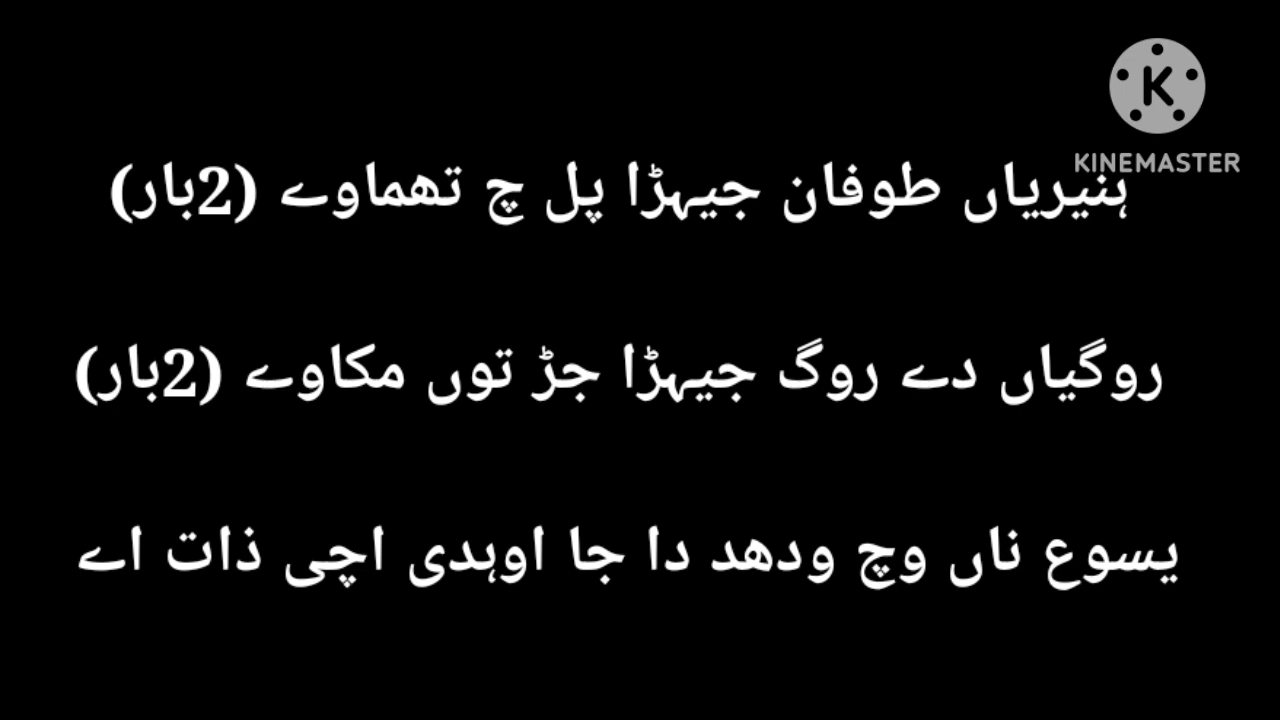 KINEMASTER
ہنیریاں طوفان جیہڑا پل چ تھماوے (2بار)
روگیاں دے روگ جیہڑا جڑ توں مکاوے (2بار)
یسوع ناں وچ ودھد دا جا اوہدی اچی ذات اے